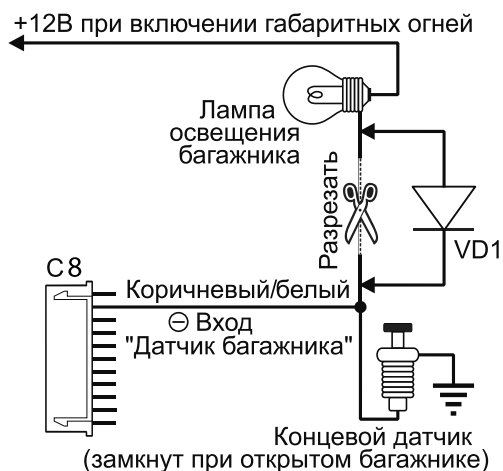 +12В при включении габаритных огней
Лампа
освещения
багажника
Разрезать
VD1
С8
Коричневый/белый
⊖ Вход
"Датчик багажника"
Концевой датчик
(замкнут при открытом багажнике)